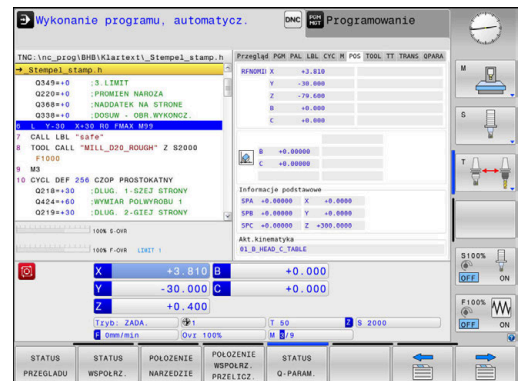 Wykonanie programu, automatycz.
DNC
PGM MGT
Programowanie
TNC:\nc_prog\BHB\Klartext\_Stempel_stamp.h
→_Stempel_stamp.h
Q349=+0 ;3.LIMIT
Q220=+0 ;PROMIEN NAROZA
Q368=+0 ;NADDATEK NA STRONE
Q338=+0 ;DOSUW - OBR.WYKONCZ.
6 L Y-30 X+30 R0 FMAX M99
7 CALL LBL "safe"
8 TOOL CALL "MILL_D20_ROUGH" Z S2000
F1000
9 M3
10 CYCL DEF 256 CZOP PROSTOKATNY
Q218=+30 ;DLUG. 1-SZEJ STRONY
Q424=+60 ;WYMIAR POLWYROBU 1
Q219=+30 ;DLUG. 2-GIEJ STRONY
100% S-OVR
100% F-OVR LIMIT 1
Przegląd PGM PAL LBL CYC M POS TOOL TT TRANS QPARA
RFNOMI X +3.810
Y -30.000
Z -79.600
B +0.000
C +0.000
B +0.00000
C +0.00000
Informacje podstawowe
SPA +0.00000 X +0.0000
SPB +0.00000 Y +0.0000
SPC +0.00000 Z +300.0000
Akt.kinematyka
01_B_HEAD_C_TABLE
X +3.810 B +0.000
Y -30.000 C +0.000
Z +0.400
Tryb: ZADA. 1 T 50 Z S 2000
F 0mm/min Ovr 100% M 5/9
M
S
T
S100%
OFF ON
F100%
OFF ON
STATUS PRZEGLADU
STATUS WSPOŁRZ.
POŁOZENIE NARZEDZIE
POŁOZENIE WSPOŁRZ. PRZELICZ.
STATUS Q-PARAM.